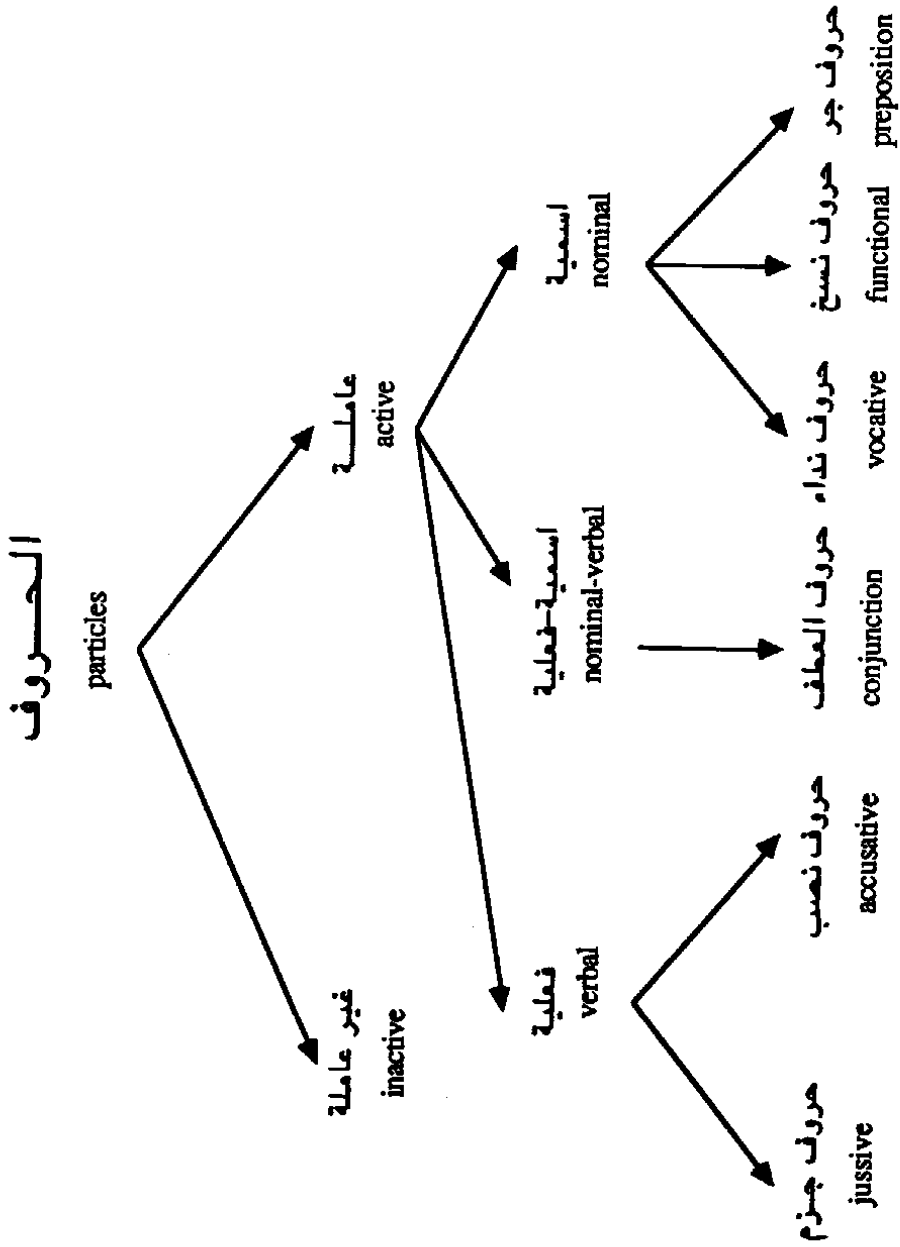 الحروف
particles
غير عاملة
inactive
عاملة
active
فعلية
verbal
اسمية-فعلية
nominal-verbal
اسمية
nominal
حروف جزم
jussive
حروف نصب
accusative
حروف العطف
conjunction
حروف نداء
vocative
حروف نسخ
functional
حروف جر
preposition